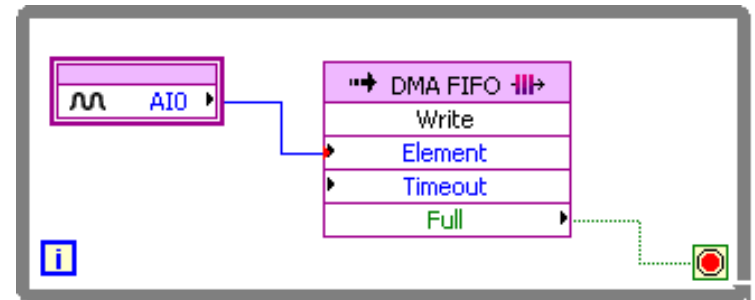 AI0
DMA FIFO
Write
Element
Timeout
Full
i